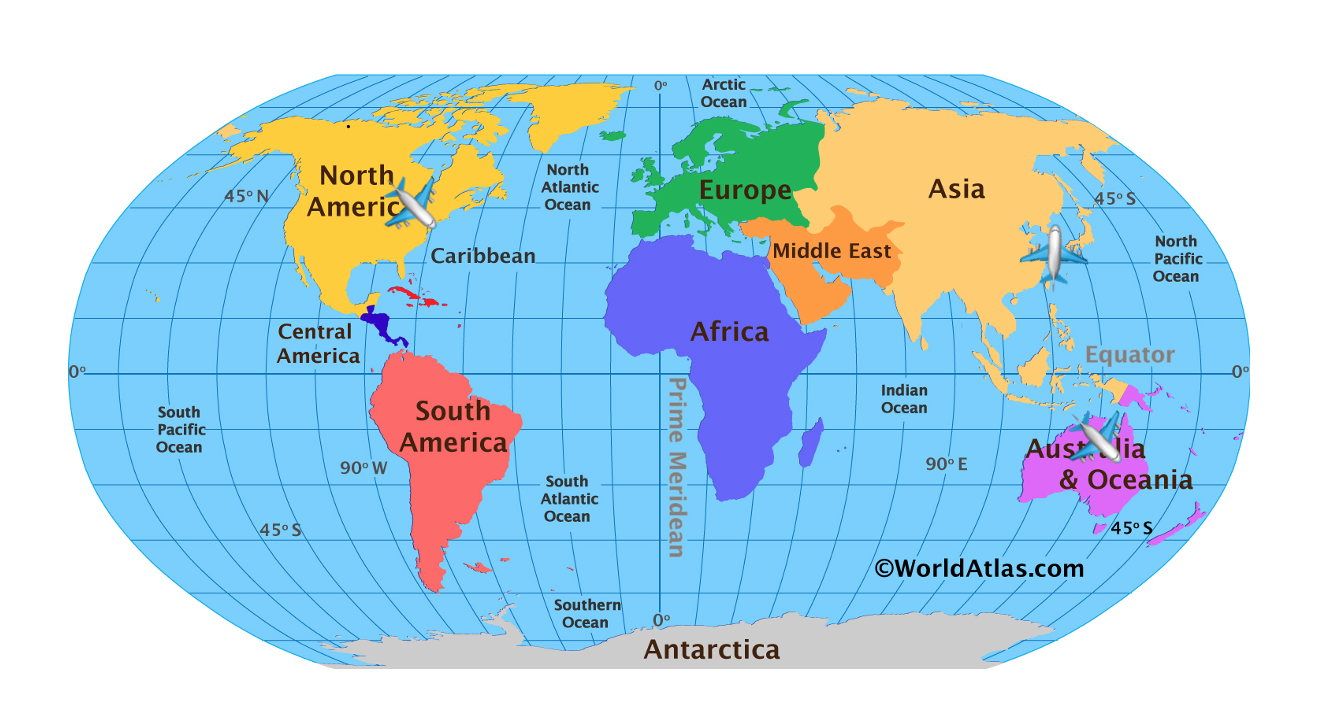 0°
Arctic
Ocean
North
Americ
45° N
North
Atlantic
Ocean
Europe
Asia
45° S
Caribbean
Middle East
North
Pacific
Ocean
Central
America
Africa
Equator
0°
0°
South
Pacific
Ocean
South
America
Prime Meridean
Indian
Ocean
90° W
90° E
Aust lia
& Oceania
South
Atlantic
Ocean
45° S
45° S
©WorldAtlas.com
Southern
Ocean
0°
Antarctica